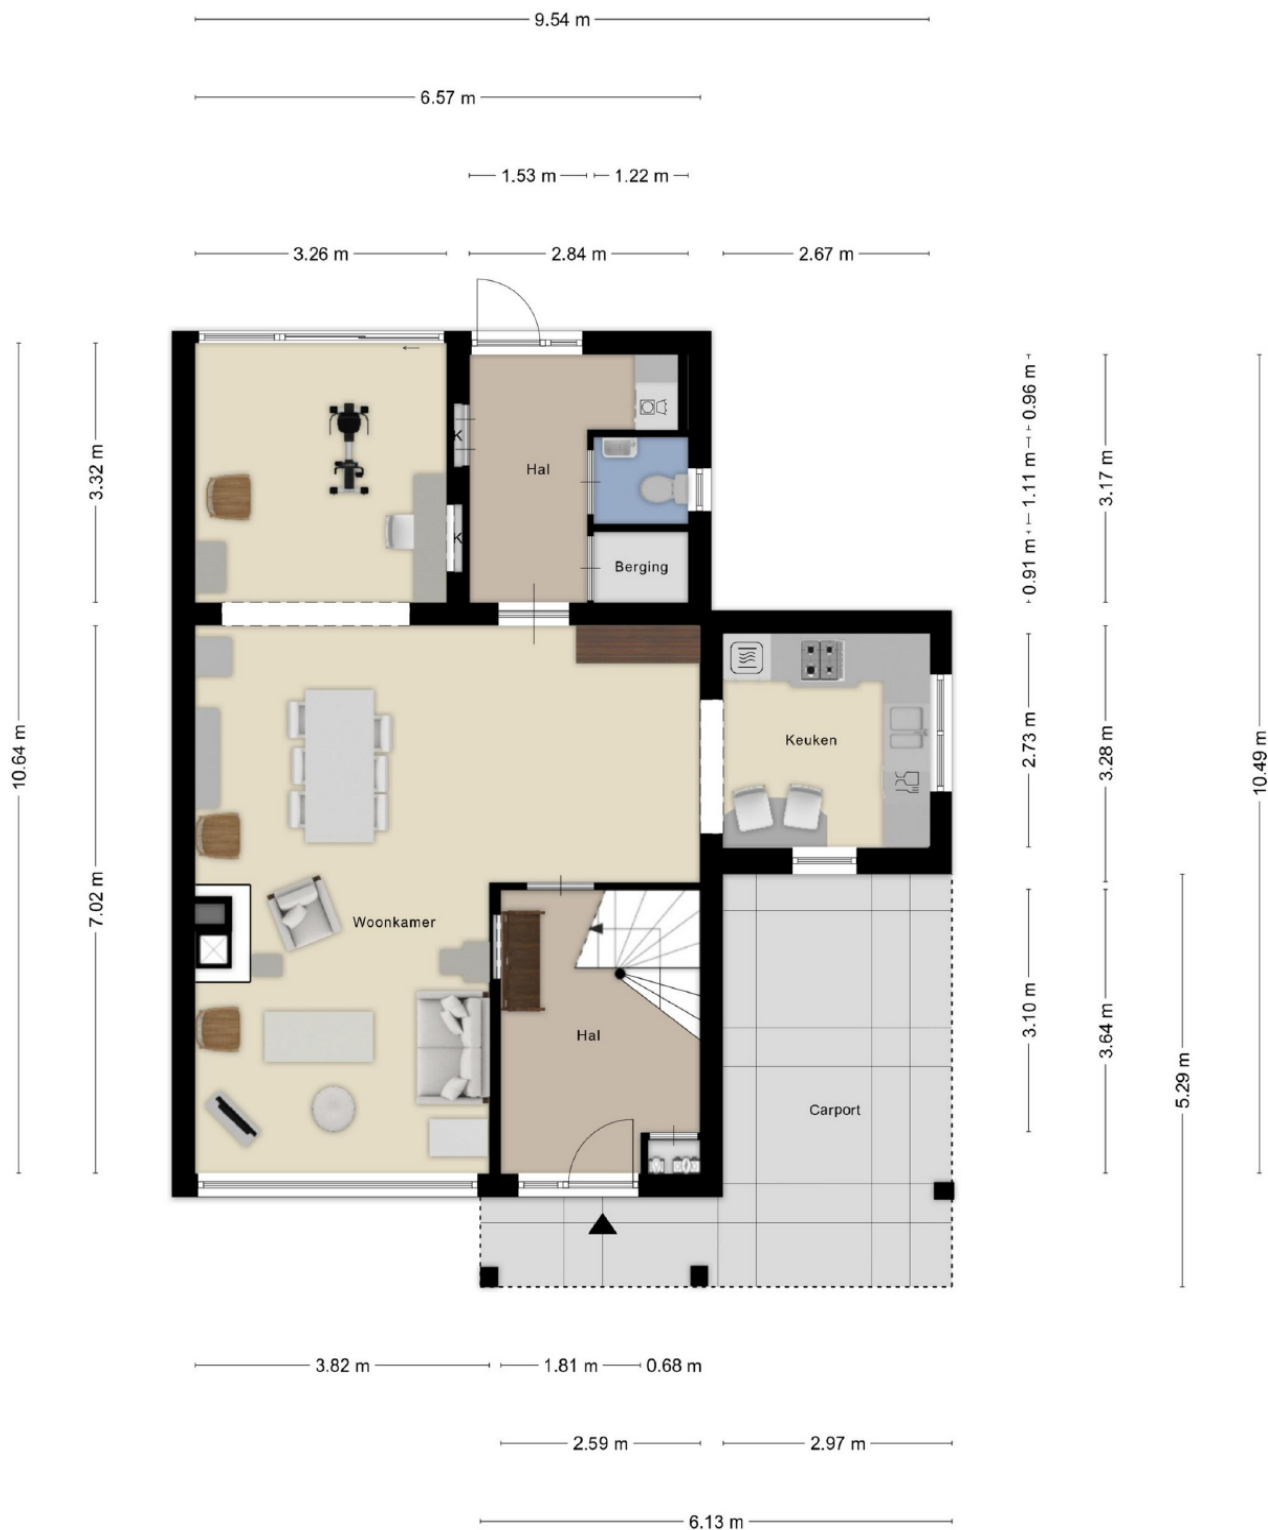 9.54 m
6.57 m
1.53 m
1.22 m
3.26 m
2.84 m
2.67 m
10.64 m
3.32 m
7.02 m
0.96 m
1.11 m
0.91 m
3.17 m
2.73 m
3.28 m
10.49 m
3.10 m
3.64 m
5.29 m
K
K
Hal
Berging
Keuken
Woonkamer
Hal
Carport
3.82 m
1.81 m
0.68 m
2.59 m
2.97 m
6.13 m